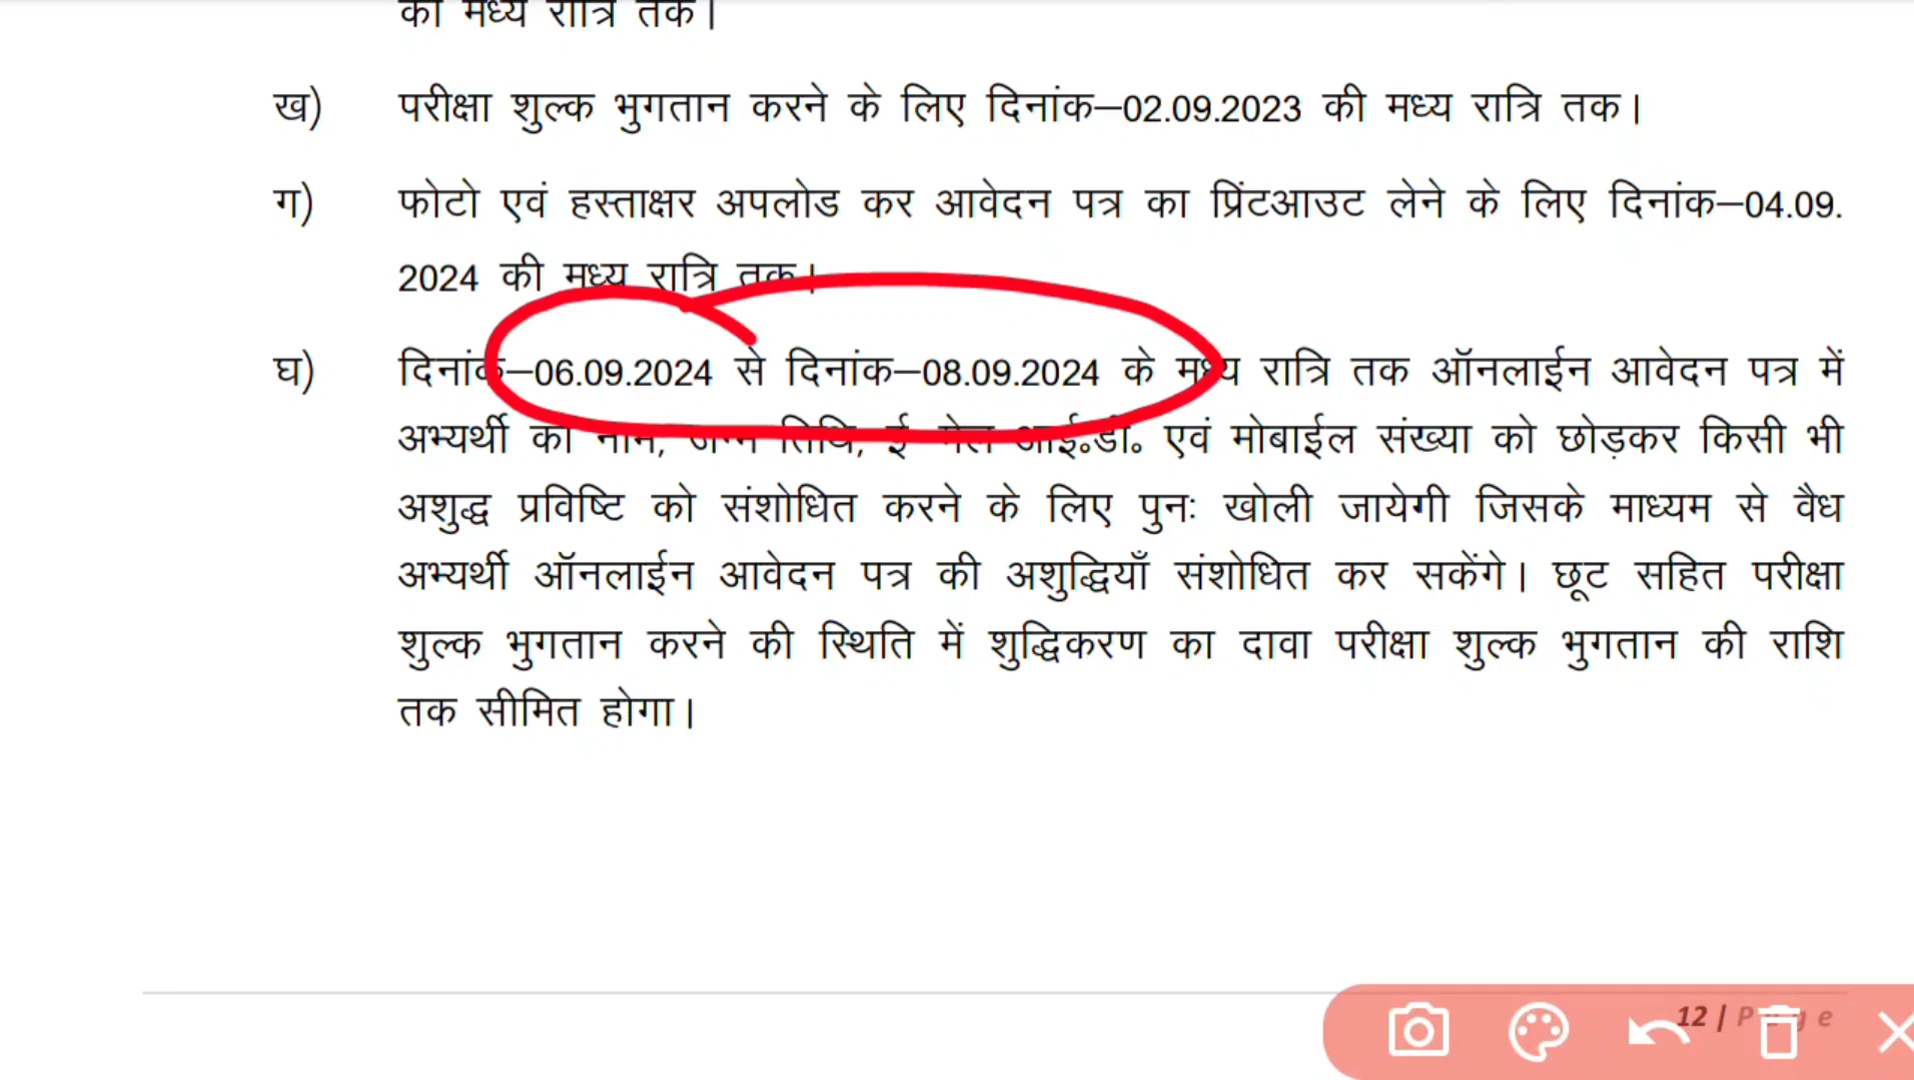 की मध्य रात्रि तक।
ख) परीक्षा शुल्क भुगतान करने के लिए दिनांक–02.09.2023 की मध्य रात्रि तक।
ग) फोटो एवं हस्ताक्षर अपलोड कर आवेदन पत्र का प्रिंटआउट लेने के लिए दिनांक–04.09.
2024 की मध्य रात्रि तक।
घ) दिनांक–06.09.2024 से दिनांक–08.09.2024 के मध्य रात्रि तक ऑनलाईन आवेदन पत्र में
अभ्यर्थी का नाम, जन्म तिथि, ई–मेल आई॰डी॰ एवं मोबाईल संख्या को छोड़कर किसी भी
अशुद्ध प्रविष्टि को संशोधित करने के लिए पुनः खोली जायेगी जिसके माध्यम से वैध
अभ्यर्थी ऑनलाईन आवेदन पत्र की अशुद्धियाँ संशोधित कर सकेंगे। छूट सहित परीक्षा
शुल्क भुगतान करने की स्थिति में शुद्धिकरण का दावा परीक्षा शुल्क भुगतान की राशि
तक सीमित होगा।
12 | Page